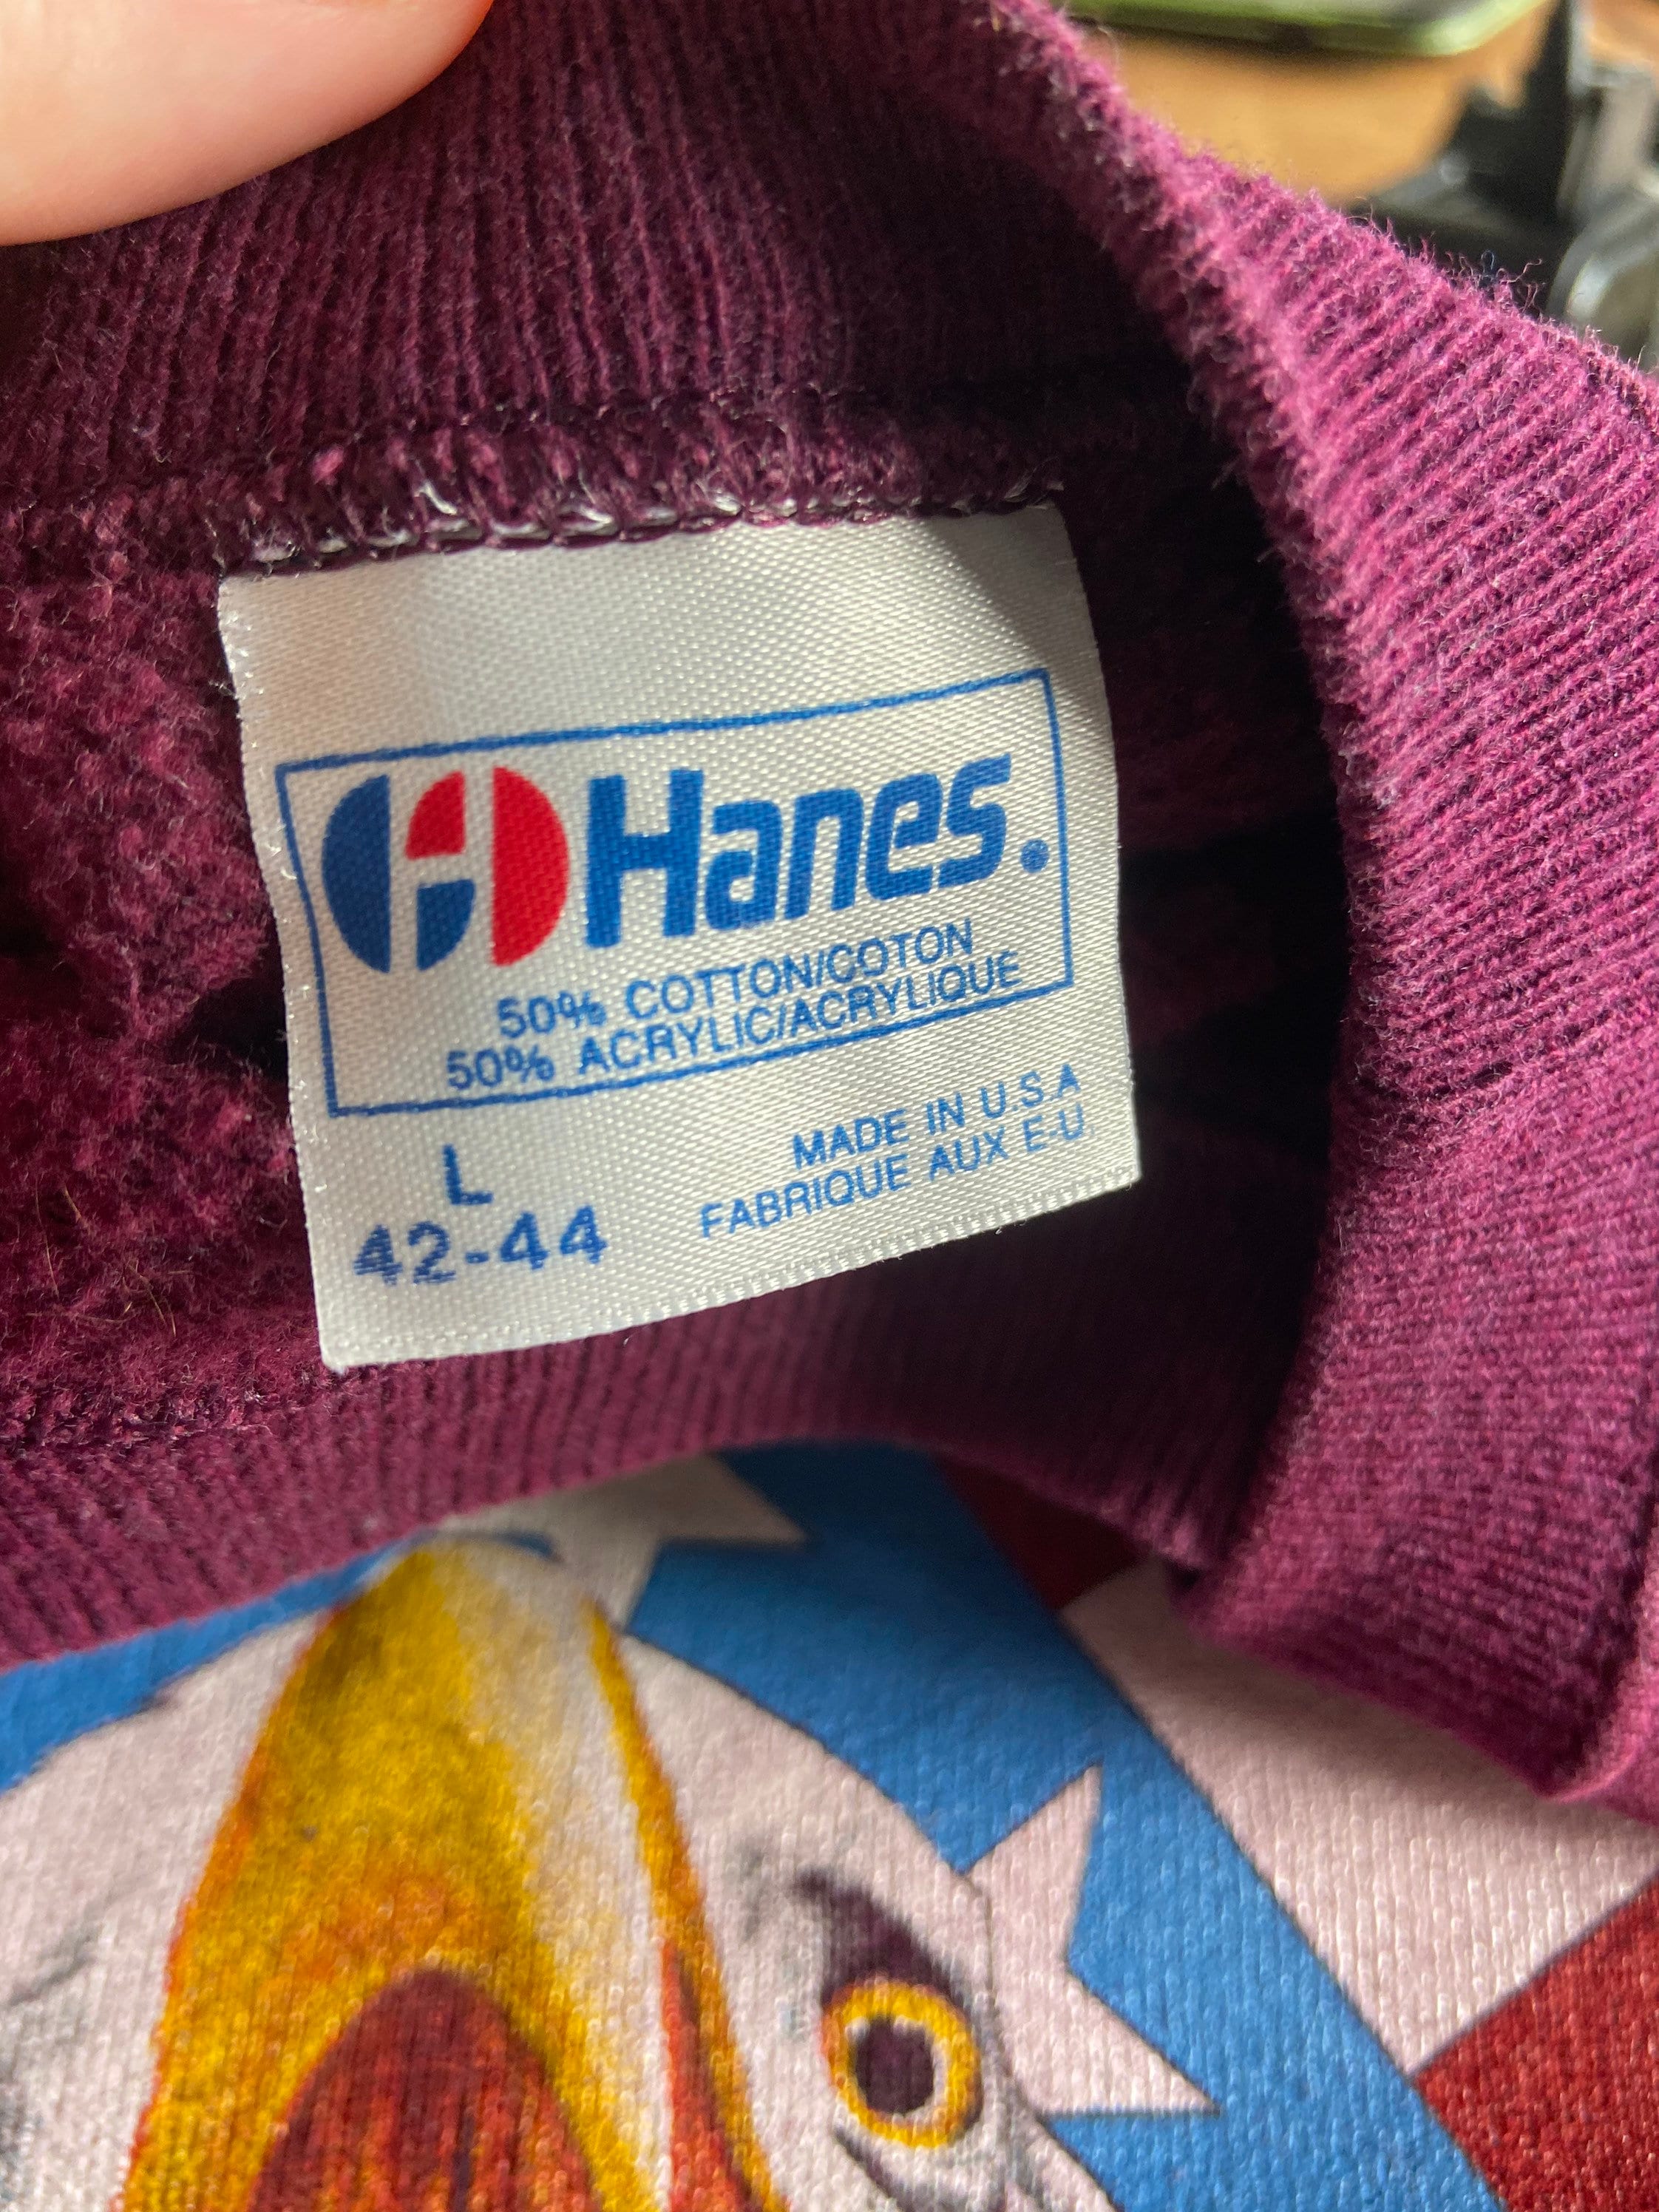 Hanes.
50% COTTON/COTON
50% ACRYLIC/ACRYLIQUE
MADE IN U.S.A
FABRIQUE AUX E-U.
L
42-44